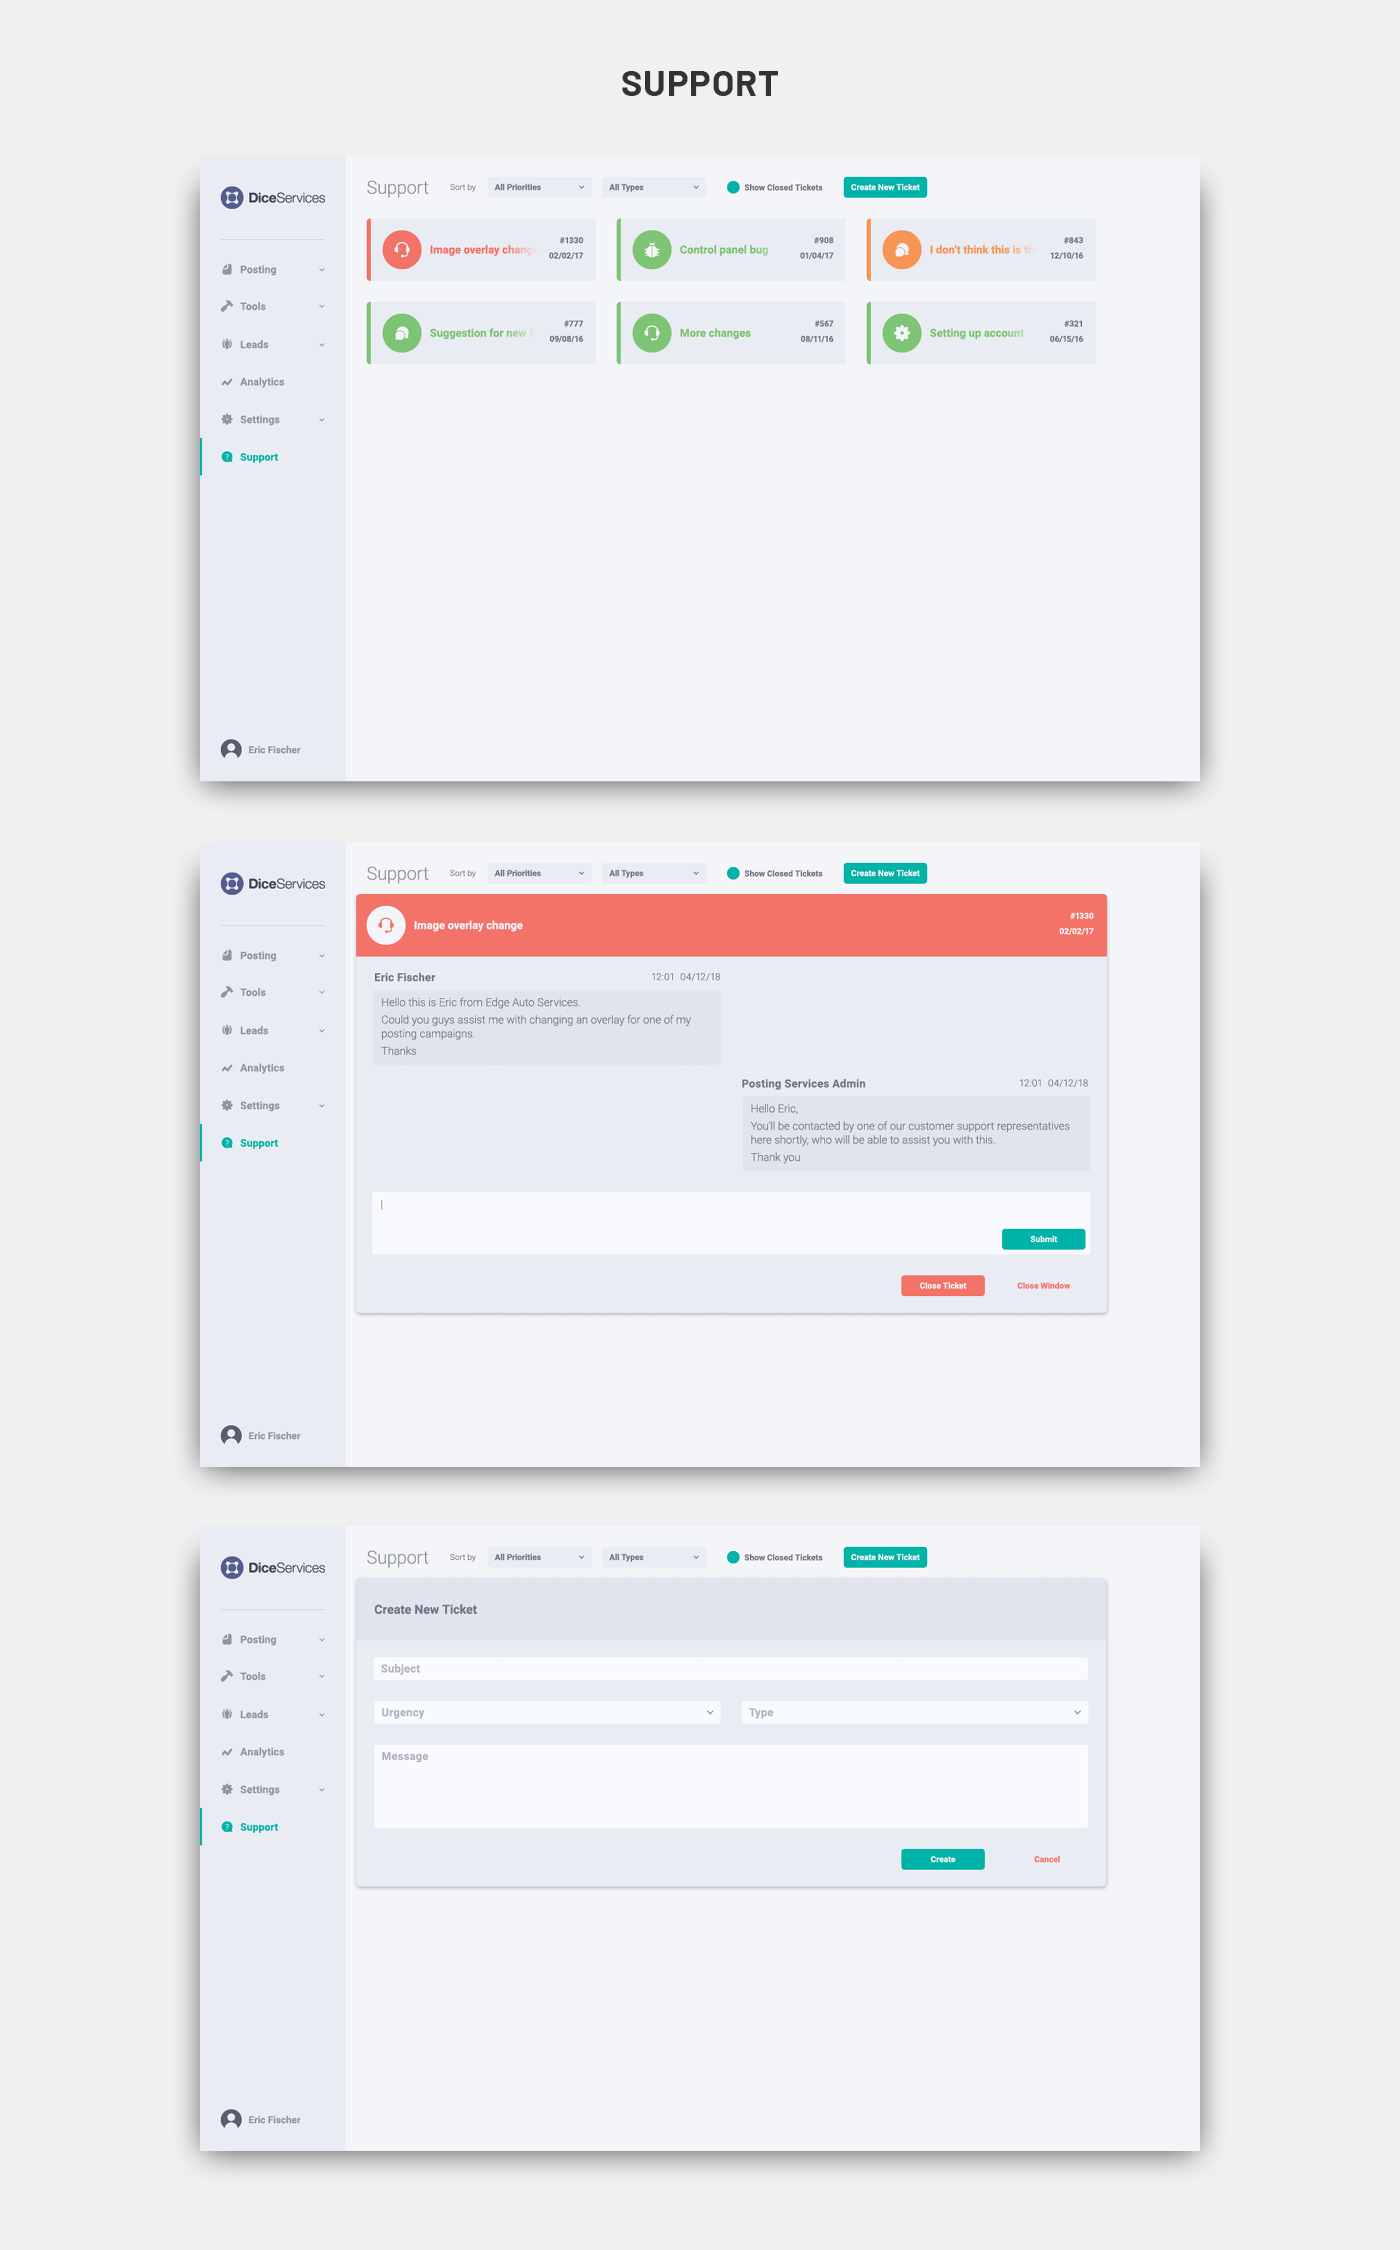 SUPPORT
DiceServices
Posting
Tools
Leads
Analytics
Settings
Support
Eric Fischer
Support Sort by All Priorities All Types Show Closed Tickets Create New Ticket
Image overlay chang #1330 02/02/17
Control panel bug #908 01/04/17
I don't think this is th #843 12/10/16
Suggestion for new #777 09/08/16
More changes #567 08/11/16
Setting up account #321 06/15/16
DiceServices
Posting
Tools
Leads
Analytics
Settings
Support
Eric Fischer
Support Sort by All Priorities All Types Show Closed Tickets Create New Ticket
Image overlay change
#1330
02/02/17
Eric Fischer 12:01 04/12/18
Hello this is Eric from Edge Auto Services.
Could you guys assist me with changing an overlay for one of my
posting campaigns.
Thanks
Posting Services Admin 12:01 04/12/18
Hello Eric,
You'll be contacted by one of our customer support representatives
here shortly, who will be able to assist you with this.
Thank you
Submit
Close Ticket Close Window
DiceServices
Posting
Tools
Leads
Analytics
Settings
Support
Eric Fischer
Support Sort by All Priorities All Types Show Closed Tickets Create New Ticket
Create New Ticket
Subject
Urgency Type
Message
Create Cancel